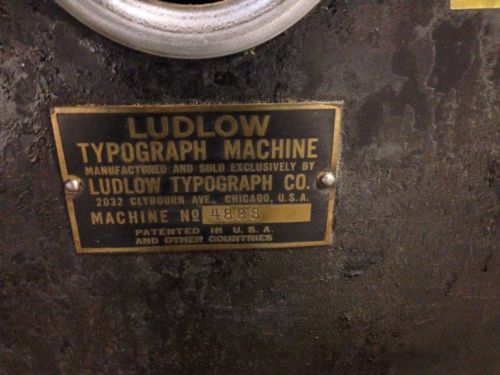 LUDLOW
TYPOGRAPH MACHINE
MANUFACTURED AND SOLD EXCLUSIVELY BY
LUDLOW TYPOGRAPH CO.
2032 CLYBOURN AVE., CHICAGO, U.S.A.
MACHINE NO 4888
PATENTED IN U.S.A.
AND OTHER COUNTRIES